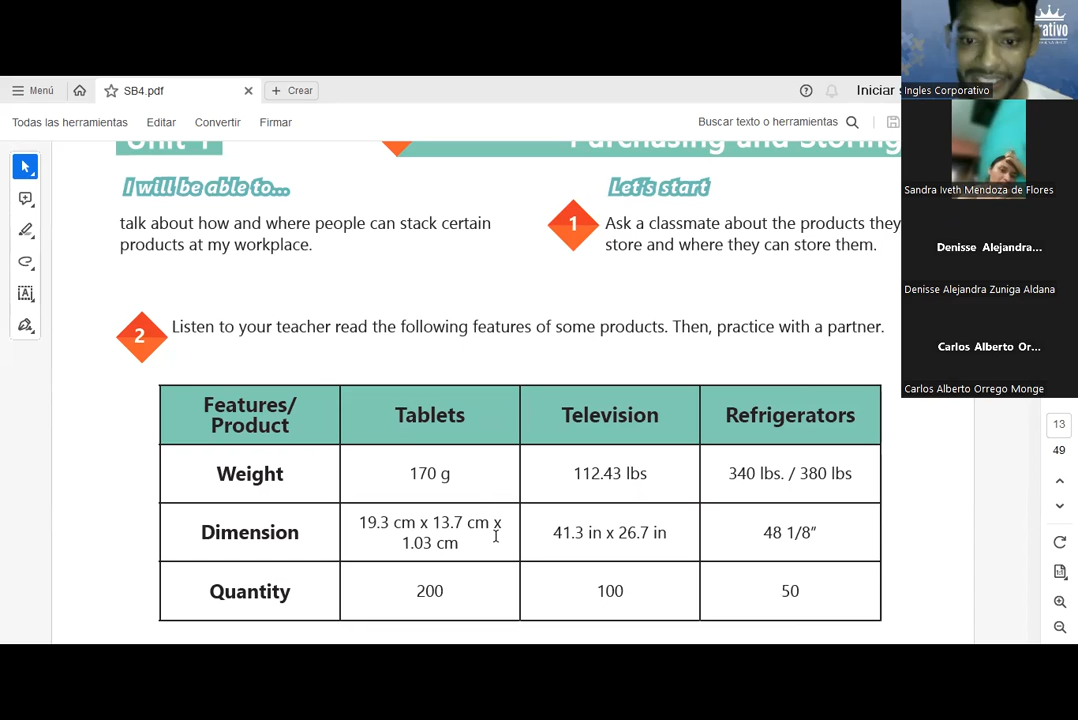 Menú
SB4.pdf
Crear
Iniciar
Todas las herramientas
Editar
Convertir
Firmar
Buscar texto o herramientas
Unit 1
Purchasing and Storing
I will be able to...
talk about how and where people can stack certain
products at my workplace.
Let's start
1
Ask a classmate about the products they
store and where they can store them.
2
Listen to your teacher read the following features of some products. Then, practice with a partner.
Features/
Product
Tablets
Television
Refrigerators
Weight
170 g
112.43 lbs
340 lbs. / 380 lbs
Dimension
19.3 cm x 13.7 cm x
1.03 cm
41.3 in x 26.7 in
48 1/8"
Quantity
200
100
50
rativo
Ingles Corporativo
Sandra Iveth Mendoza de Flores
Denisse Alejandra...
Denisse Alejandra Zuniga Aldana
Carlos Alberto Or...
Carlos Alberto Orrego Monge
13
49